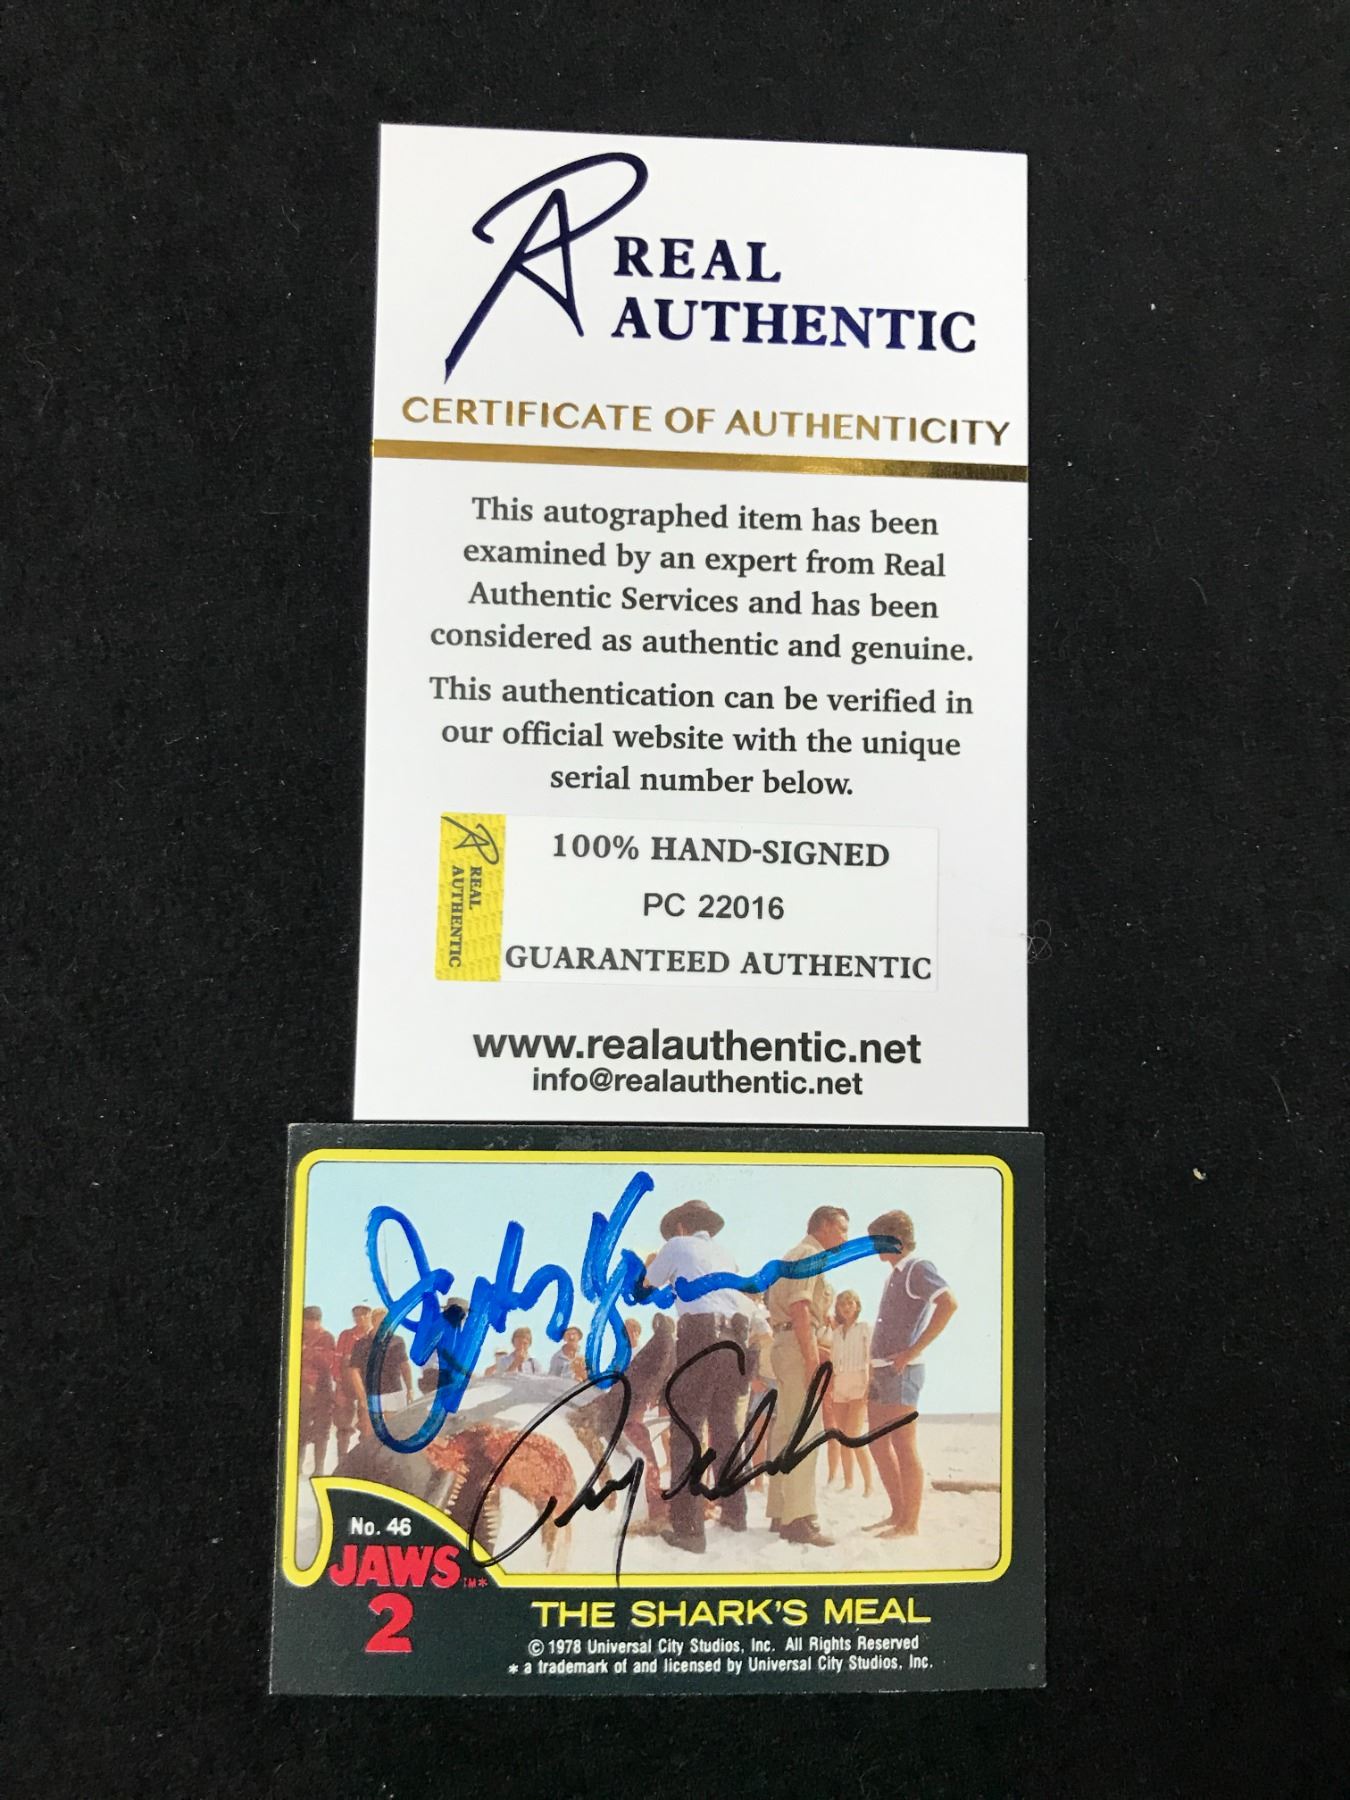 REAL
AUTHENTIC
CERTIFICATE OF AUTHENTICITY
This autographed item has been
examined by an expert from Real
Authentic Services and has been
considered as authentic and genuine.
This authentication can be verified in
our official website with the unique
serial number below.
REAL
AUTHENTIC
100% HAND-SIGNED
PC 22016
GUARANTEED AUTHENTIC
www.realauthentic.net
info@realauthentic.net
No. 46
JAWS TM*
2
THE SHARK'S MEAL
© 1978 Universal City Studios, Inc. All Rights Reserved
* a trademark of and licensed by Universal City Studios, Inc.